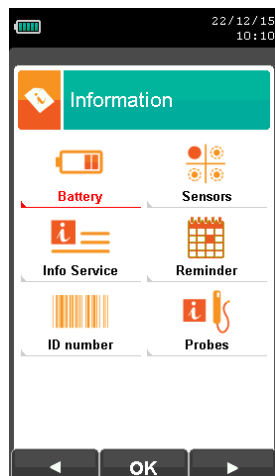 22/12/15
10:10
Information
Battery
Sensors
Info Service
Reminder
ID number
Probes
OK